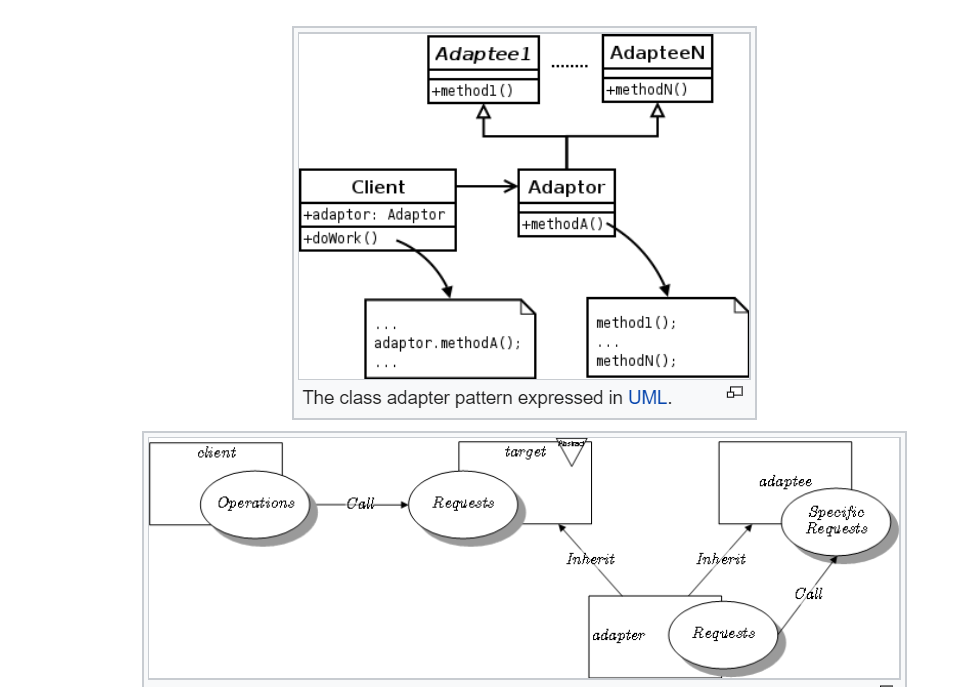 Adaptee1 ........ AdapteeN
+method1() +methodN()
Client Adaptor
+adaptor: Adaptor +methodA()
+doWork()
...
adaptor.methodA();
...
method1();
...
methodN();
The class adapter pattern expressed in UML.
client target Abstract adaptee
Operations Call Requests
Specific
Requests
Inherit Inherit
Call
adapter Requests